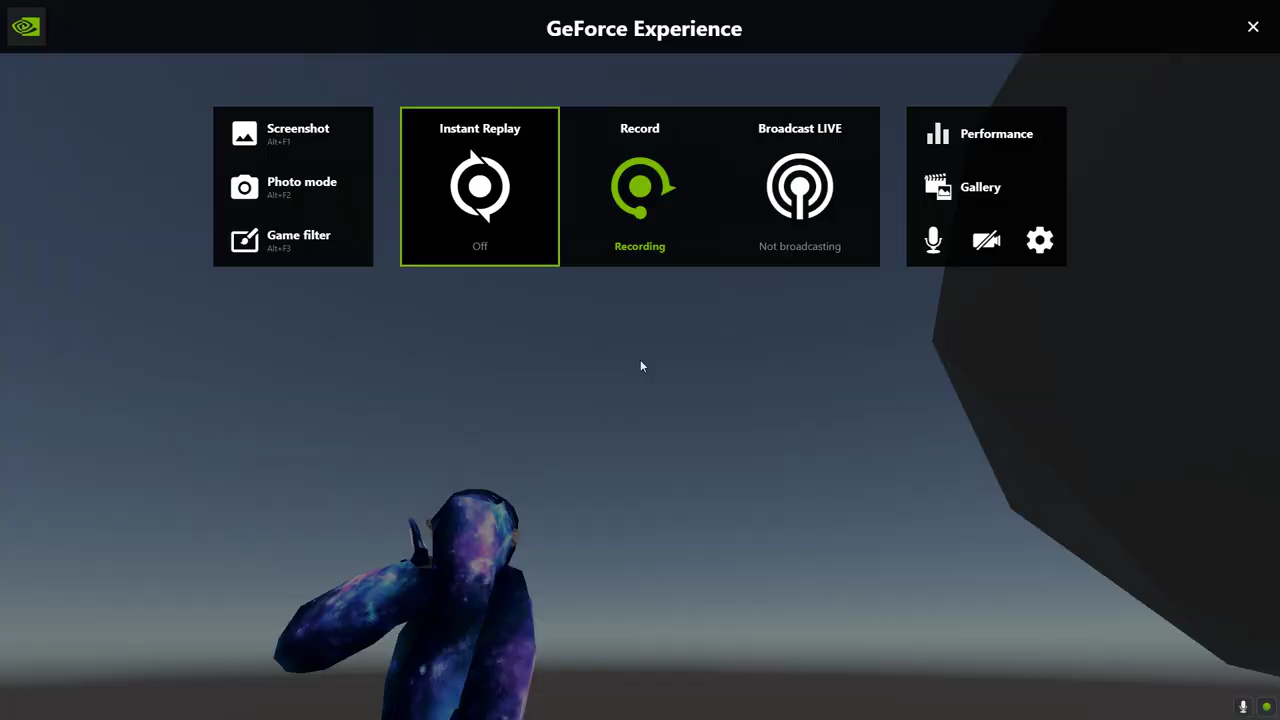 GeForce Experience
Screenshot
Alt+F1
Photo mode
Alt+F2
Game filter
Alt+F3
Instant Replay
Off
Record
Recording
Broadcast LIVE
Not broadcasting
Performance
Gallery